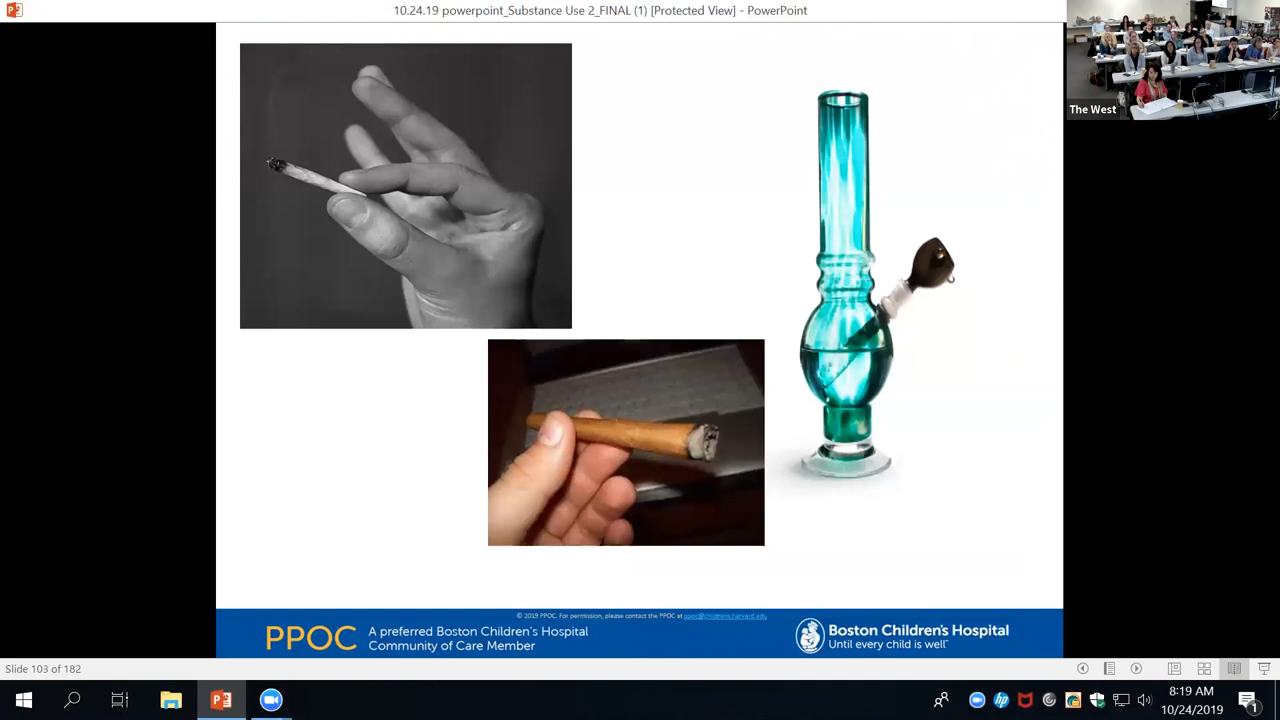 10.24.19 powerpoint_Substance Use 2_FINAL (1) [Protected View] - PowerPoint
The West
© 2019 PPOC. For permission, please contact the PPOC at ppoc@childrens.harvard.edu
PPOC
A preferred Boston Children's Hospital
Community of Care Member
Boston Children's Hospital
Until every child is well™
Slide 103 of 182
8:19 AM
10/24/2019
1